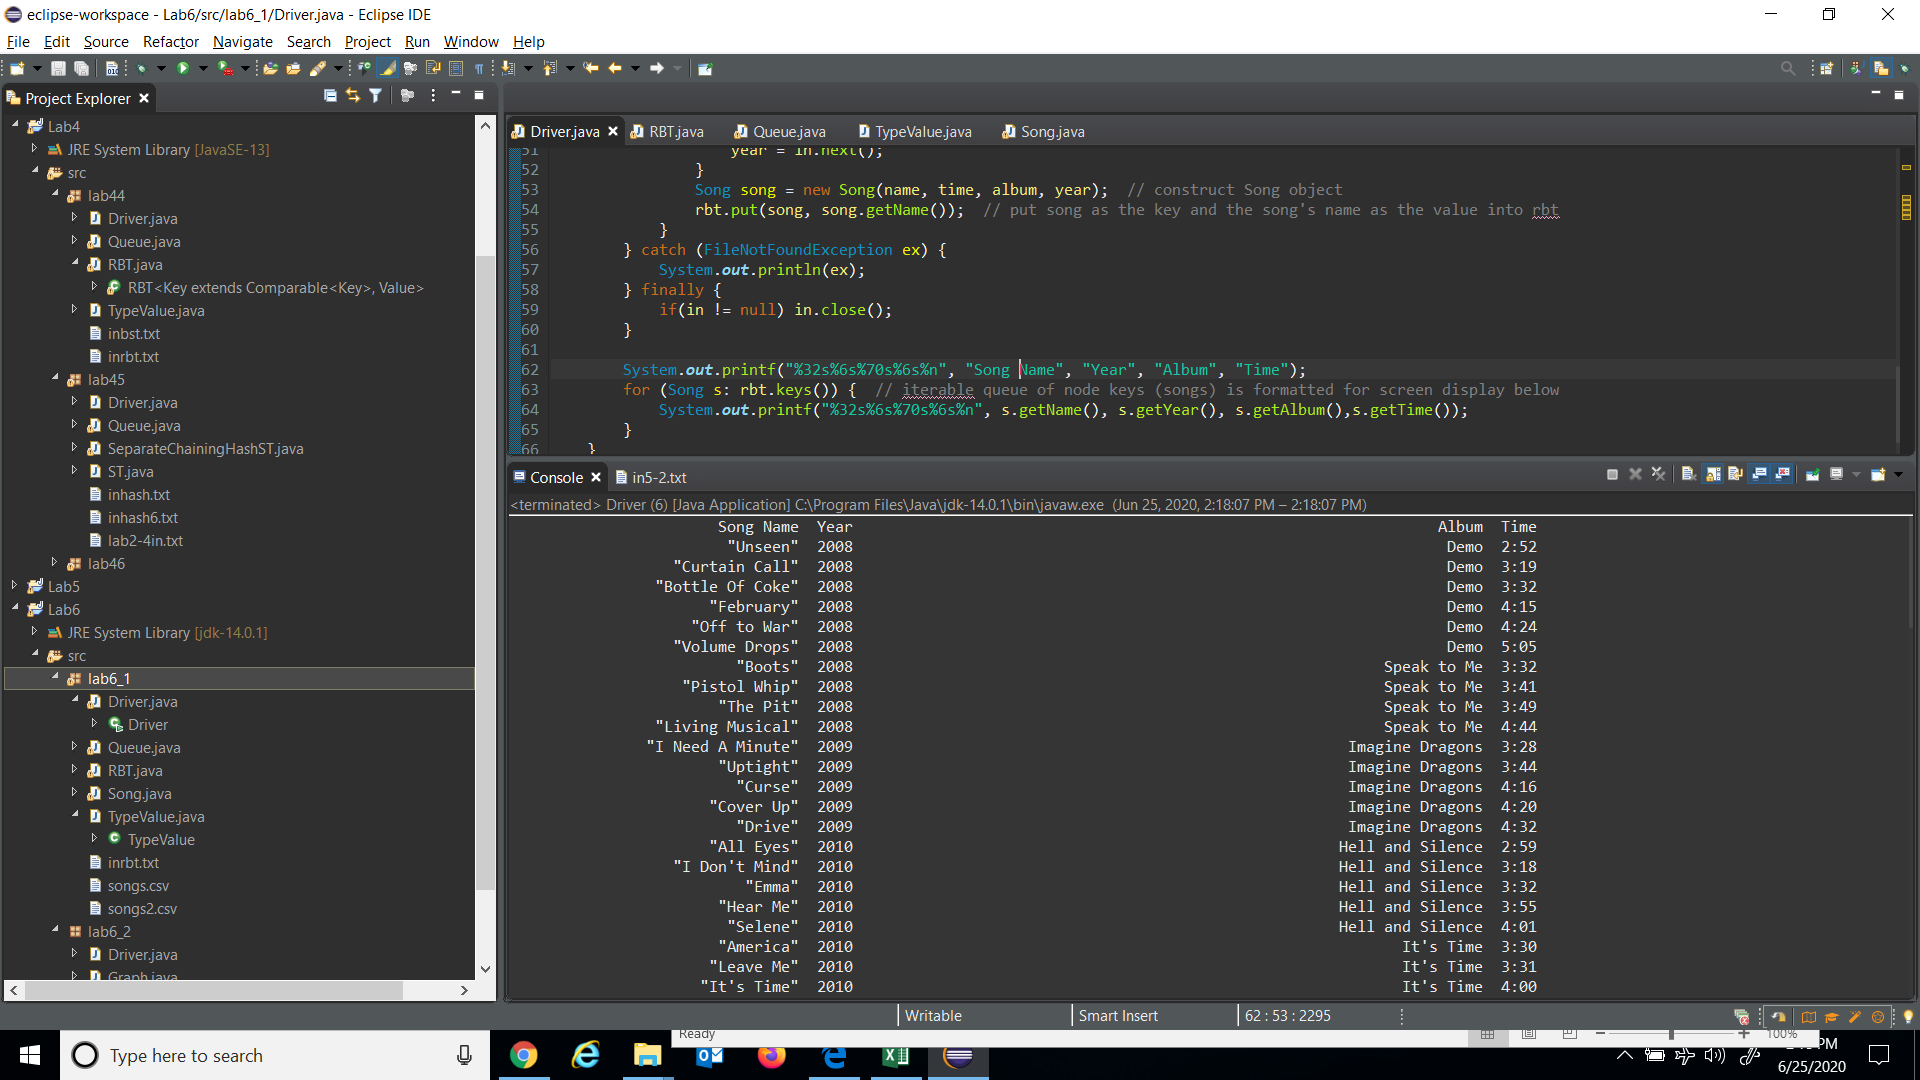 eclipse-workspace - Lab6/src/lab6_1/Driver.java - Eclipse IDE
File Edit Source Refactor Navigate Search Project Run Window Help
Project Explorer
Lab4
JRE System Library [JavaSE-13]
src
lab44
Driver.java
Queue.java
RBT.java
RBT<Key extends Comparable<Key>, Value>
TypeValue.java
inbst.txt
inrbt.txt
lab45
Driver.java
Queue.java
SeparateChainingHashST.java
ST.java
inhash.txt
inhash6.txt
lab2-4in.txt
lab46
Lab5
Lab6
JRE System Library [jdk-14.0.1]
src
lab6_1
Driver.java
Driver
Queue.java
RBT.java
Song.java
TypeValue.java
TypeValue
inrbt.txt
songs.csv
songs2.csv
lab6_2
Driver.java
Graph.java
Driver.java RBT.java Queue.java TypeValue.java Song.java
51 year = in.next();
52 }
53 Song song = new Song(name, time, album, year); // construct Song object
54 rbt.put(song, song.getName()); // put song as the key and the song's name as the value into rbt
55 }
56 } catch (FileNotFoundException ex) {
57 System.out.println(ex);
58 } finally {
59 if(in != null) in.close();
60 }
61
62 System.out.printf("%32s%6s%70s%6s%n", "Song Name", "Year", "Album", "Time");
63 for (Song s: rbt.keys()) { // iterable queue of node keys (songs) is formatted for screen display below
64 System.out.printf("%32s%6s%70s%6s%n", s.getName(), s.getYear(), s.getAlbum(),s.getTime());
65 }
66 }
Console in5-2.txt
<terminated> Driver (6) [Java Application] C:\Program Files\Java\jdk-14.0.1\bin\javaw.exe (Jun 25, 2020, 2:18:07 PM – 2:18:07 PM)
Song Name Year Album Time
"Unseen" 2008 Demo 2:52
"Curtain Call" 2008 Demo 3:19
"Bottle Of Coke" 2008 Demo 3:32
"February" 2008 Demo 4:15
"Off to War" 2008 Demo 4:24
"Volume Drops" 2008 Demo 5:05
"Boots" 2008 Speak to Me 3:32
"Pistol Whip" 2008 Speak to Me 3:41
"The Pit" 2008 Speak to Me 3:49
"Living Musical" 2008 Speak to Me 4:44
"I Need A Minute" 2009 Imagine Dragons 3:28
"Uptight" 2009 Imagine Dragons 3:44
"Curse" 2009 Imagine Dragons 4:16
"Cover Up" 2009 Imagine Dragons 4:20
"Drive" 2009 Imagine Dragons 4:32
"All Eyes" 2010 Hell and Silence 2:59
"I Don't Mind" 2010 Hell and Silence 3:18
"Emma" 2010 Hell and Silence 3:32
"Hear Me" 2010 Hell and Silence 3:55
"Selene" 2010 Hell and Silence 4:01
"America" 2010 It's Time 3:30
"Leave Me" 2010 It's Time 3:31
"It's Time" 2010 It's Time 4:00
Writable Smart Insert 62 : 53 : 2295
Ready 100%
Type here to search
PM
6/25/2020